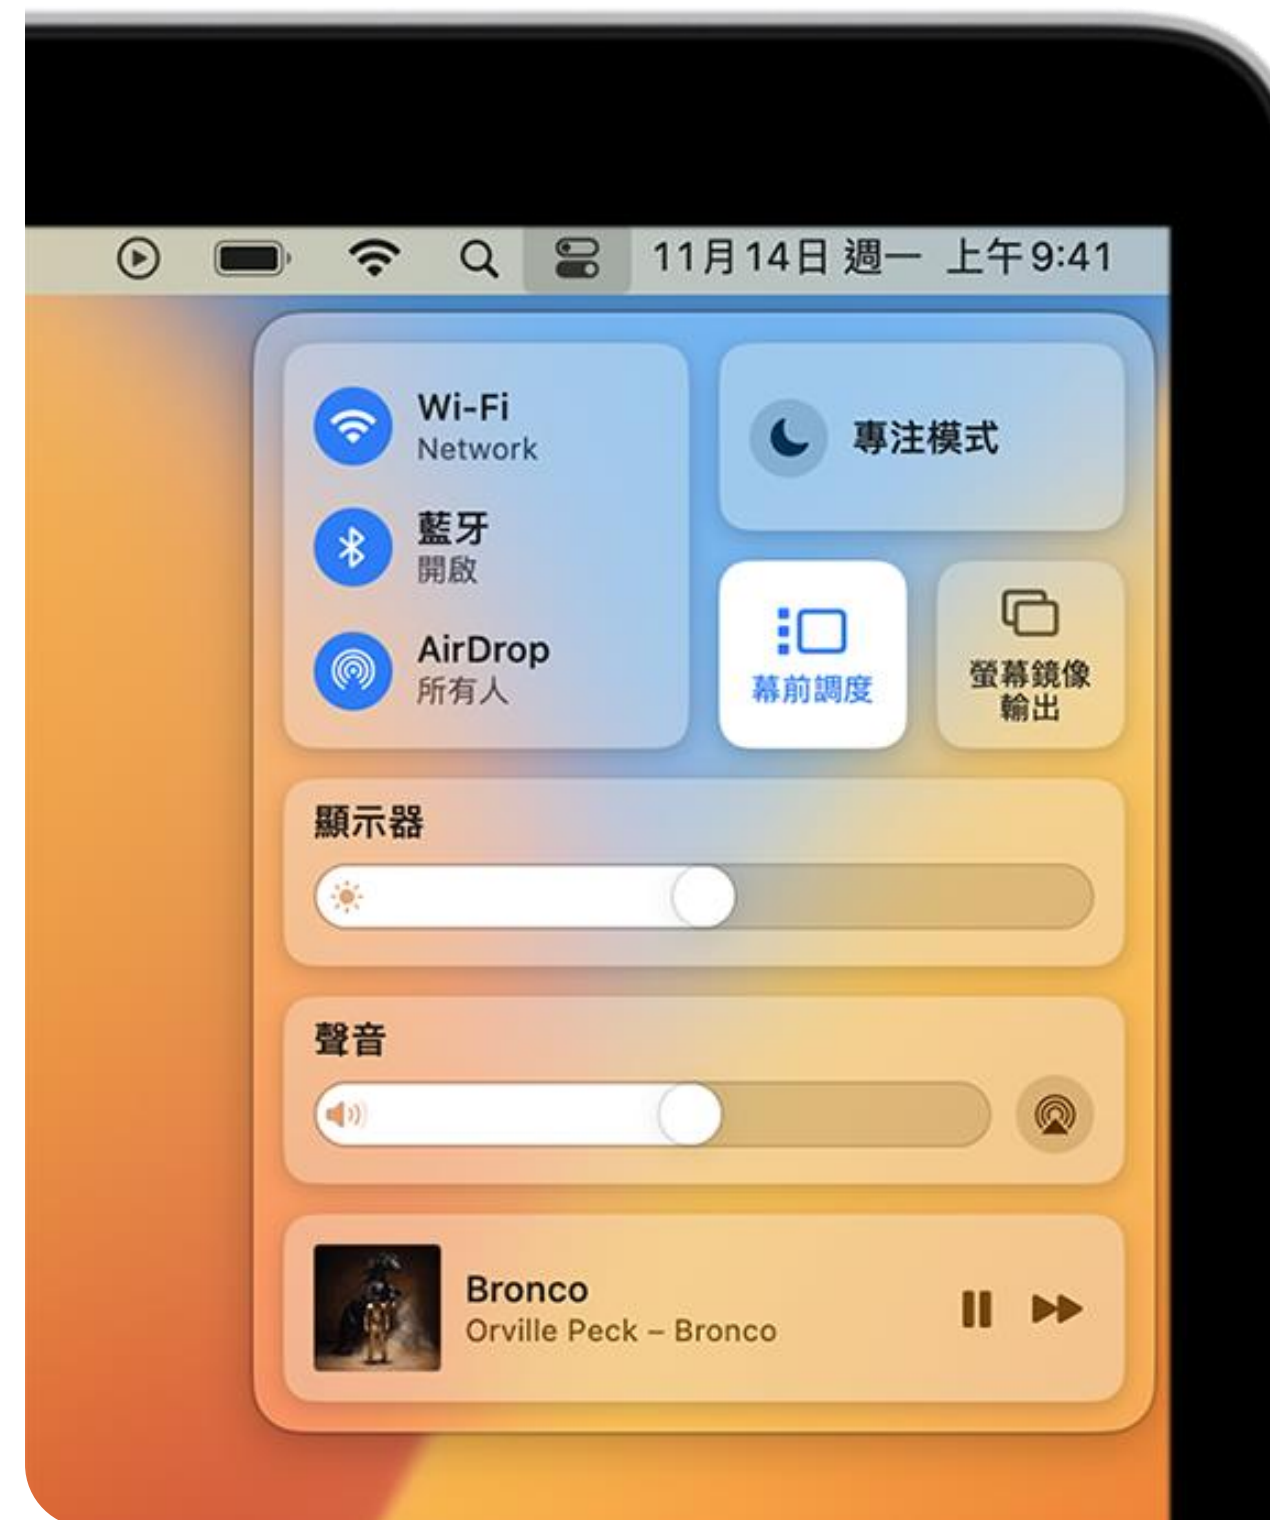 11月14日 週一 上午9:41
Wi-Fi
Network
藍牙
開啟
AirDrop
所有人
專注模式
幕前調度
螢幕鏡像
輸出
顯示器
聲音
Bronco
Orville Peck – Bronco